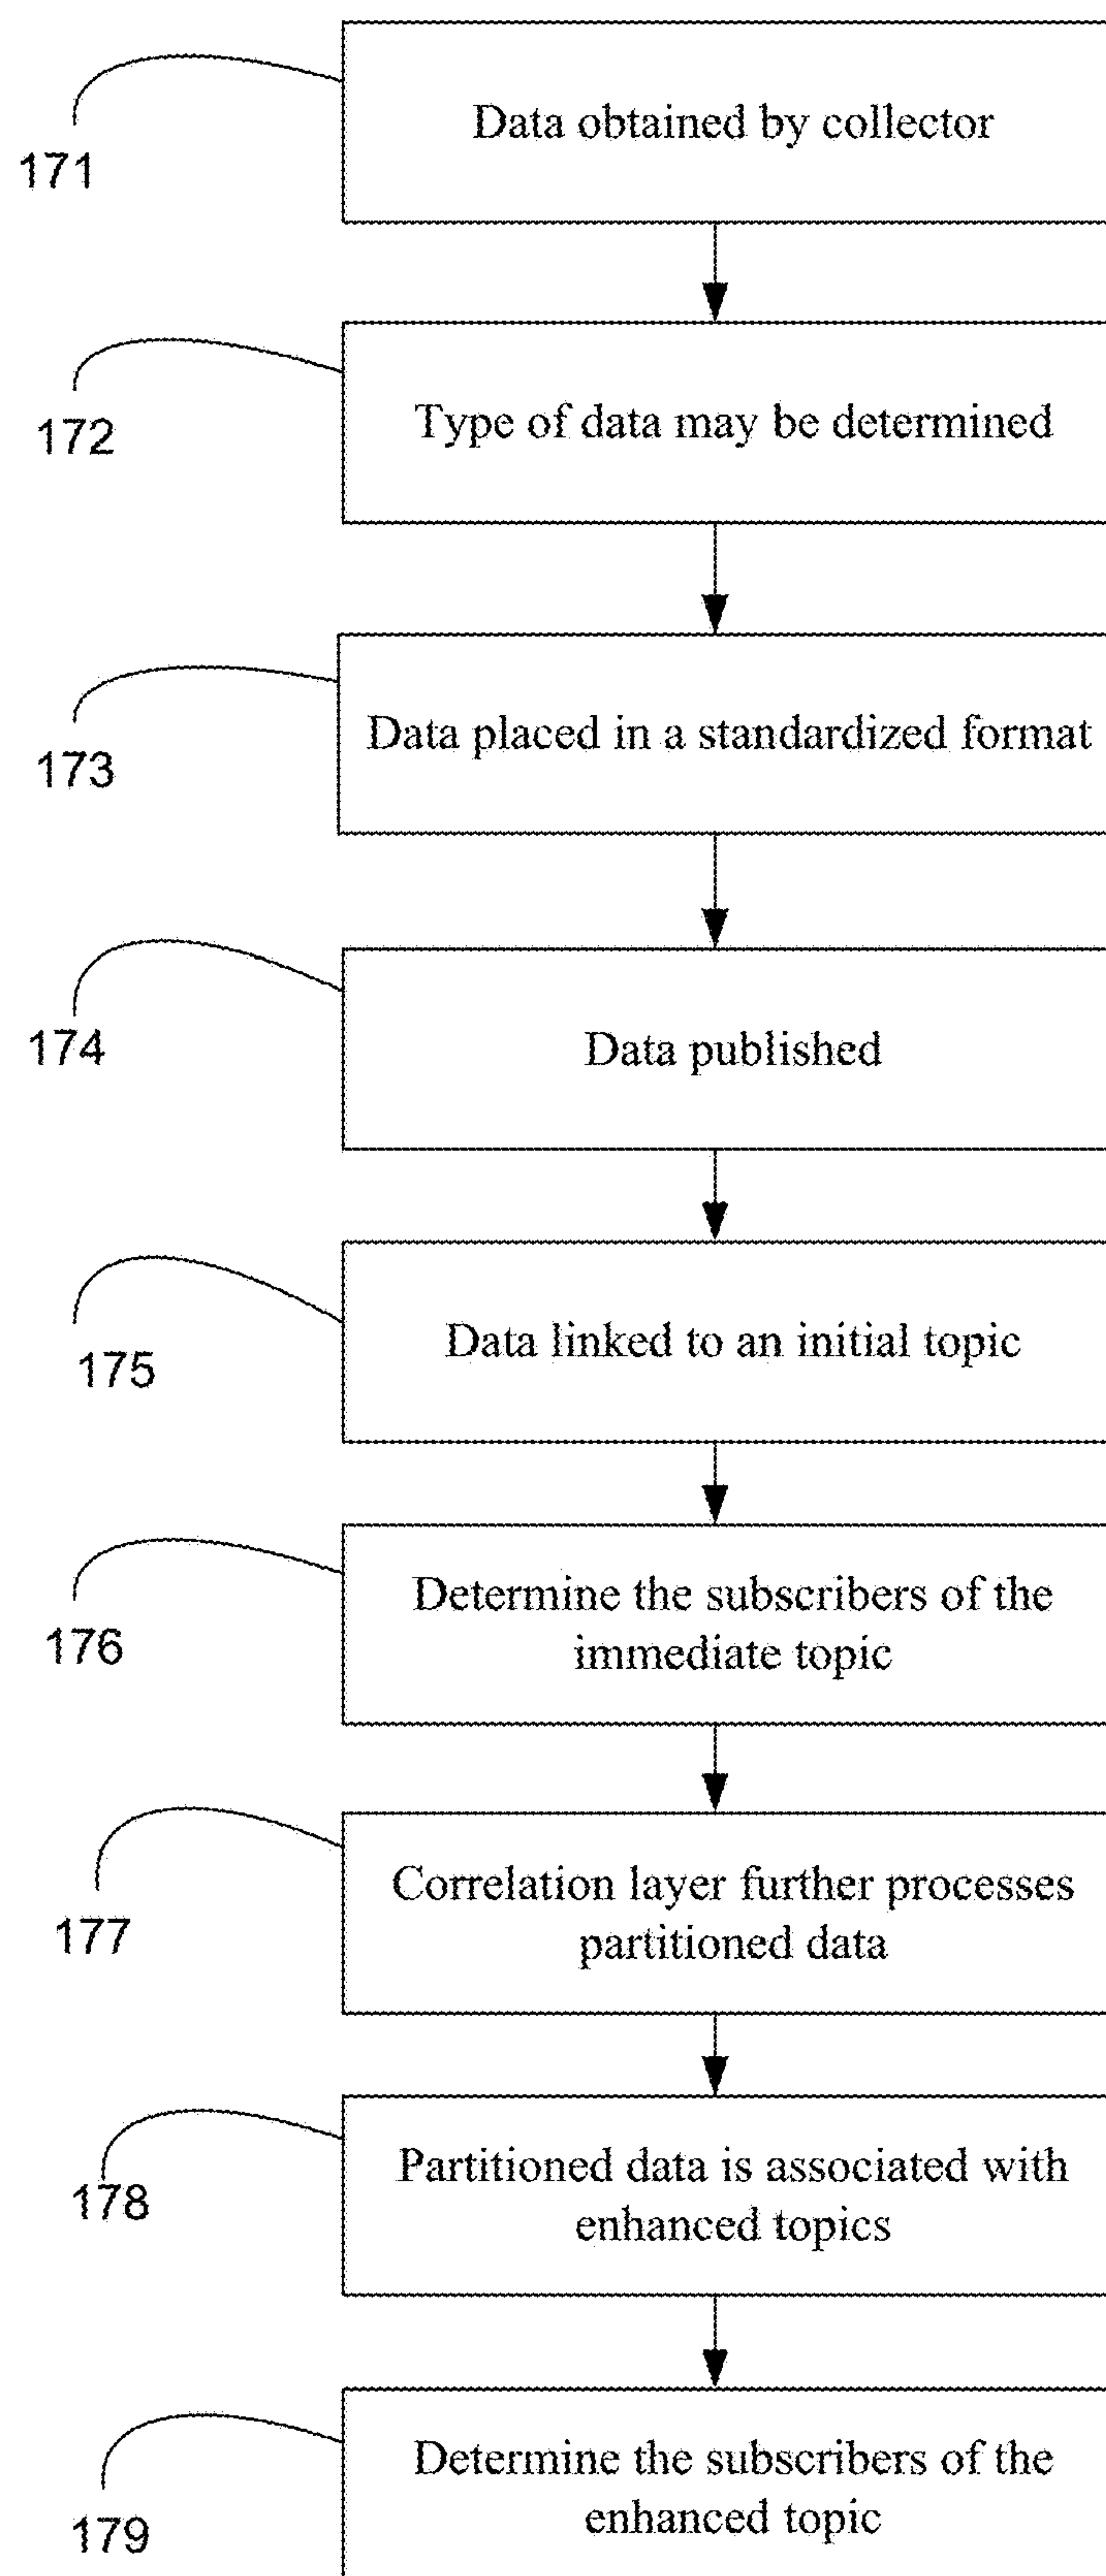 Data obtained by collector
171
Type of data may be determined
172
Data placed in a standardized format
173
Data published
174
Data linked to an initial topic
175
Determine the subscribers of the
immediate topic
176
Correlation layer further processes
partitioned data
177
Partitioned data is associated with
enhanced topics
178
Determine the subscribers of the
enhanced topic
179